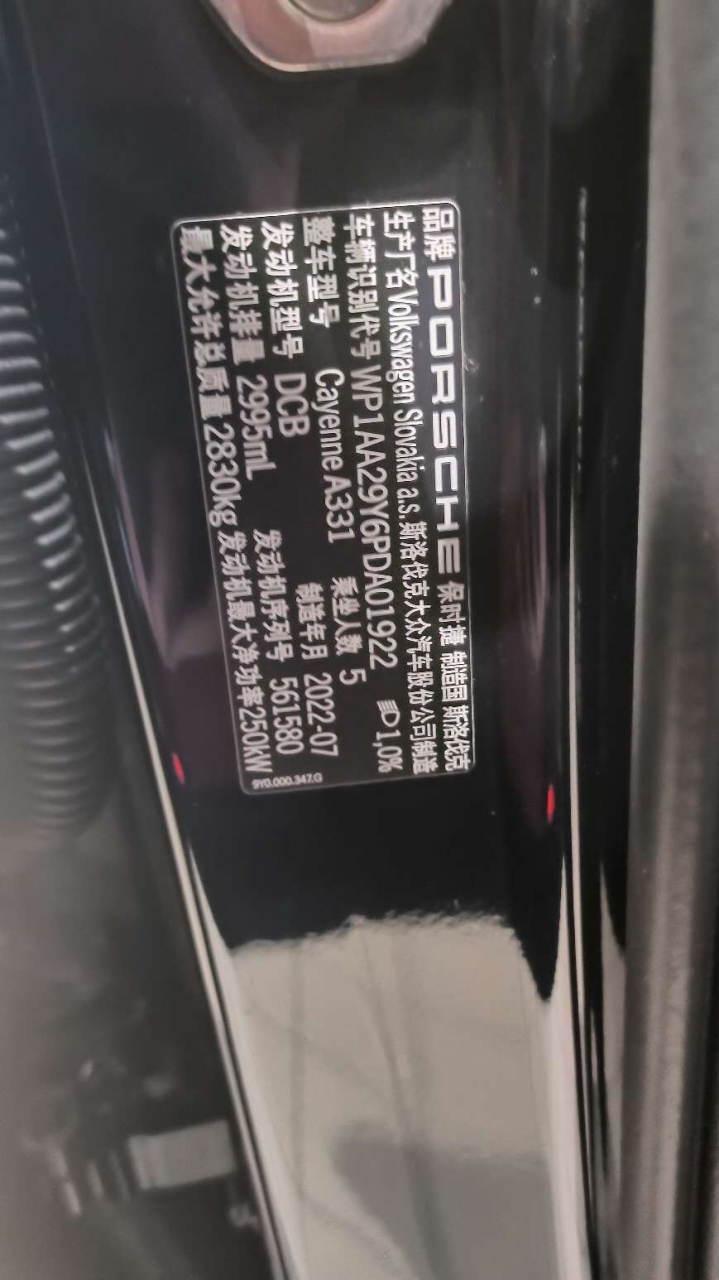 品牌 PORSCHE 保时捷 制造国 斯洛伐克
生产厂名 Volkswagen Slovakia a.s. 斯洛伐克大众汽车股份公司制造
车辆识别代号 WP1AA29Y6PDA01922 1,0%
整车型号 Cayenne A331 乘坐人数 5
发动机型号 DCB 制造年月 2022-07
发动机排量 2995mL 发动机序列号 561580
最大允许总质量 2830kg 发动机最大净功率 250kW
9Y0.000.347.G